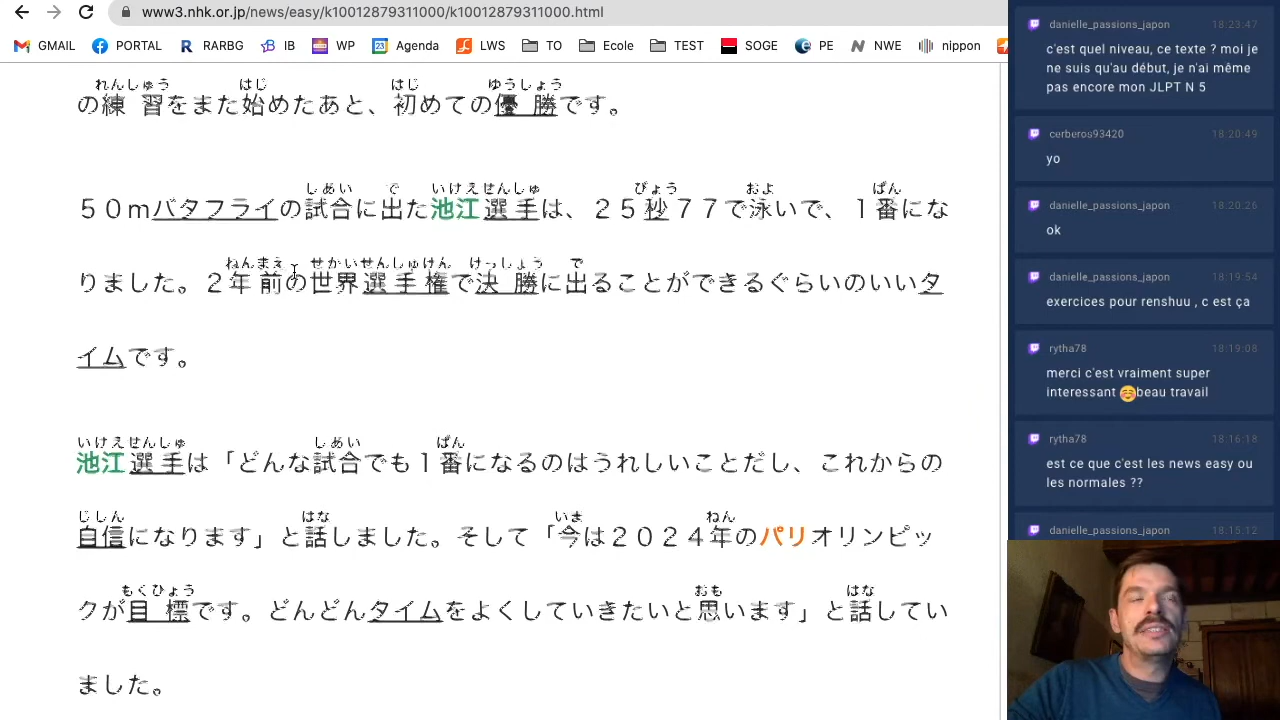 www3.nhk.or.jp/news/easy/k10012879311000/k10012879311000.html
GMAIL PORTAL RARBG IB WP Agenda LWS TO Ecole TEST SOGE PE NWE nippon
れんしゅう はじ はじ ゆうしょう
の練習をまた始めたあと、初めての優勝です。
しあい で いけえせんしゅ びょう およ ばん
５０ｍバタフライの試合に出た池江選手は、２５秒７７で泳いで、１番にな
ねんまえ せかいせんしゅけん けっしょう で
りました。２年前の世界選手権で決勝に出ることができるぐらいのいいタ
イムです。
いけえせんしゅ しあい ばん
池江選手は「どんな試合でも１番になるのはうれしいことだし、これからの
じしん はな いま ねん
自信になります」と話しました。そして「今は２０２４年のパリオリンピッ
もくひょう おも はな
クが目標です。どんどんタイムをよくしていきたいと思います」と話してい
ました。
danielle_passions_japon 18:23:47
c'est quel niveau, ce texte ? moi je
ne suis qu'au début, je n'ai même
pas encore mon JLPT N 5
cerberos93420 18:20:49
yo
danielle_passions_japon 18:20:26
ok
danielle_passions_japon 18:19:54
exercices pour renshuu , c est ça
rytha78 18:19:08
merci c'est vraiment super
interessant ☺️beau travail
rytha78 18:16:18
est ce que c'est les news easy ou
les normales ??
danielle_passions_japon 18:15:12